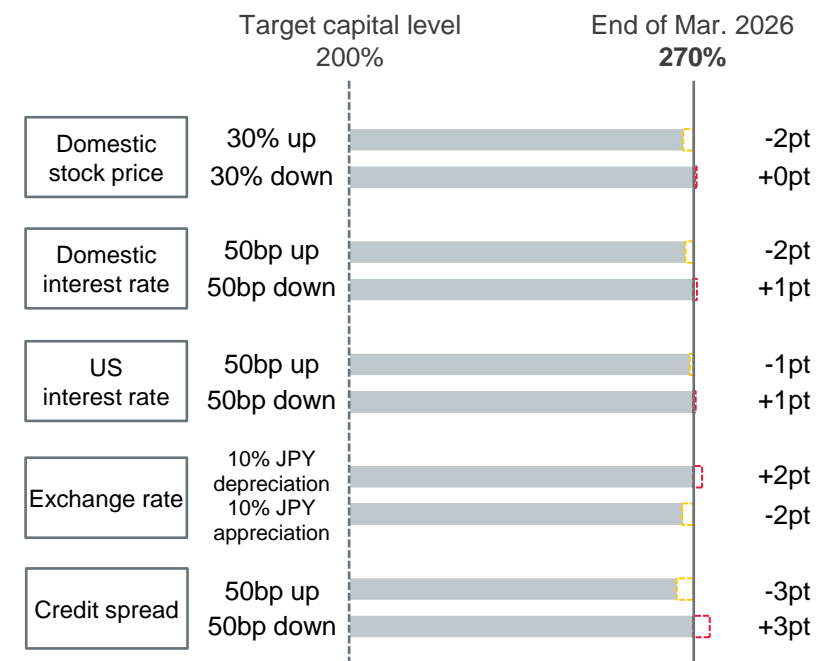 Target capital level
200%
End of Mar. 2026
270%
Domestic
stock price
30% up
-2pt
30% down
+0pt
Domestic
interest rate
50bp up
-2pt
50bp down
+1pt
US
interest rate
50bp up
-1pt
50bp down
+1pt
Exchange rate
10% JPY
depreciation
+2pt
10% JPY
appreciation
-2pt
Credit spread
50bp up
-3pt
50bp down
+3pt